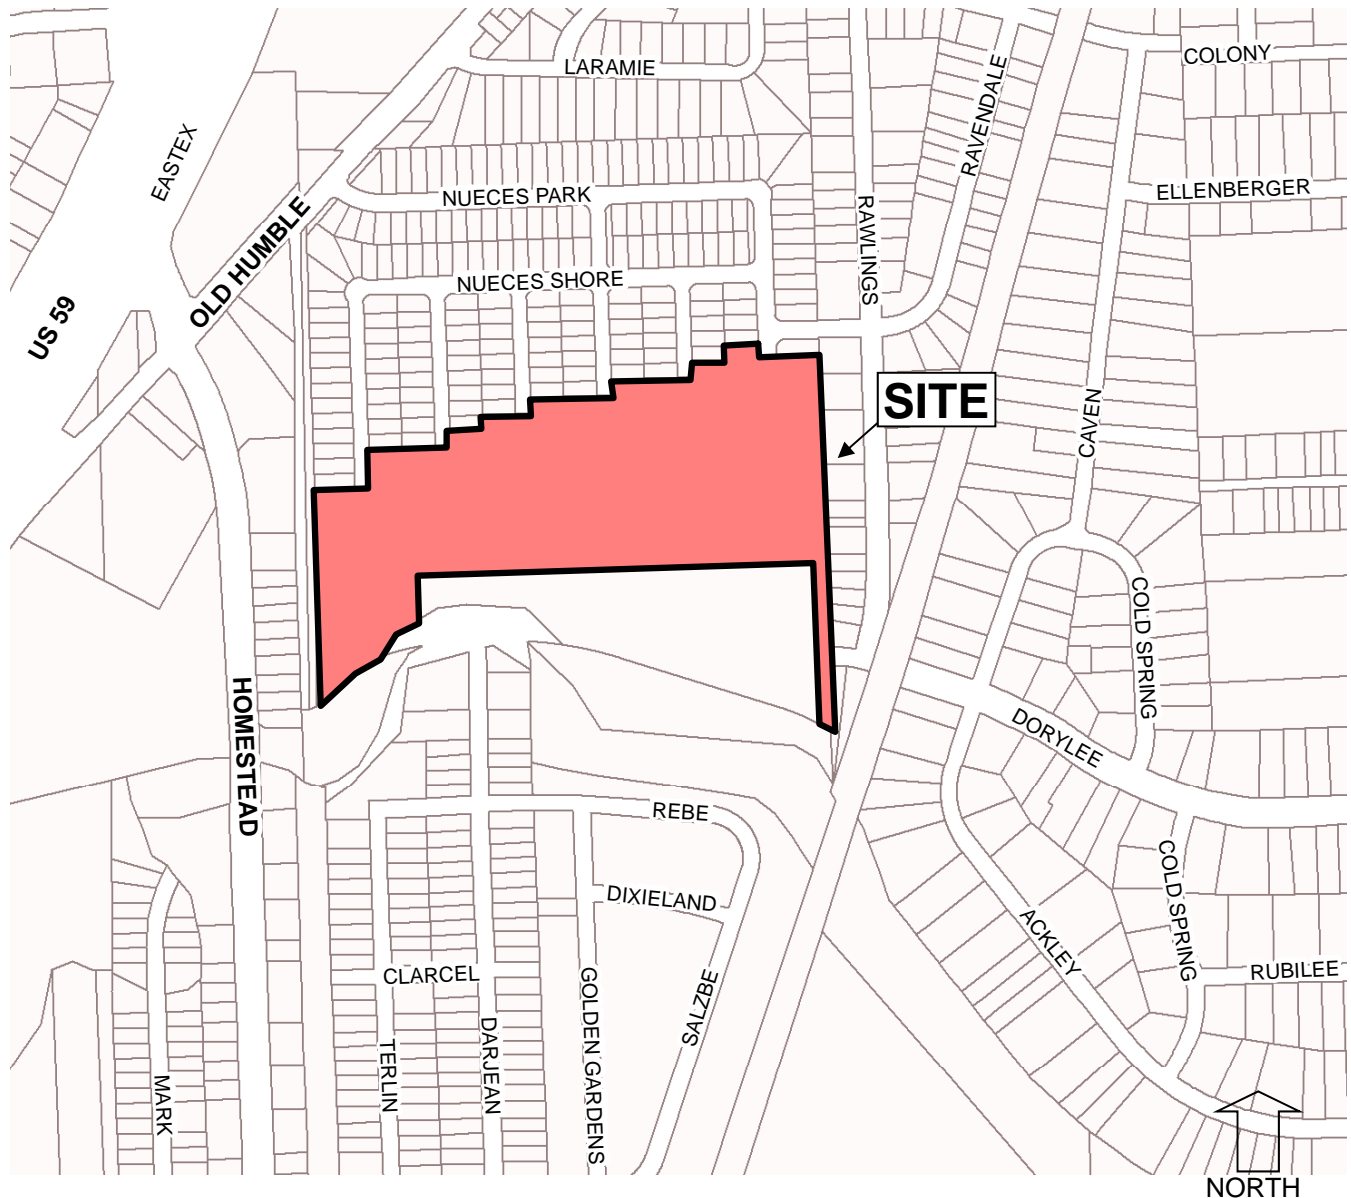 COLONY
LARAMIE
RAVENDALE
EASTEX
NUECES PARK
ELLENBERGER
OLD HUMBLE
RAWLINGS
NUECES SHORE
US 59
SITE
CAVEN
COLD SPRING
HOMESTEAD
DORYLEE
REBE
COLD SPRING
DIXIELAND
ACKLEY
CLARCEL
RUBILEE
GOLDEN GARDENS
SALZBE
DARJEAN
TERLIN
MARK
NORTH